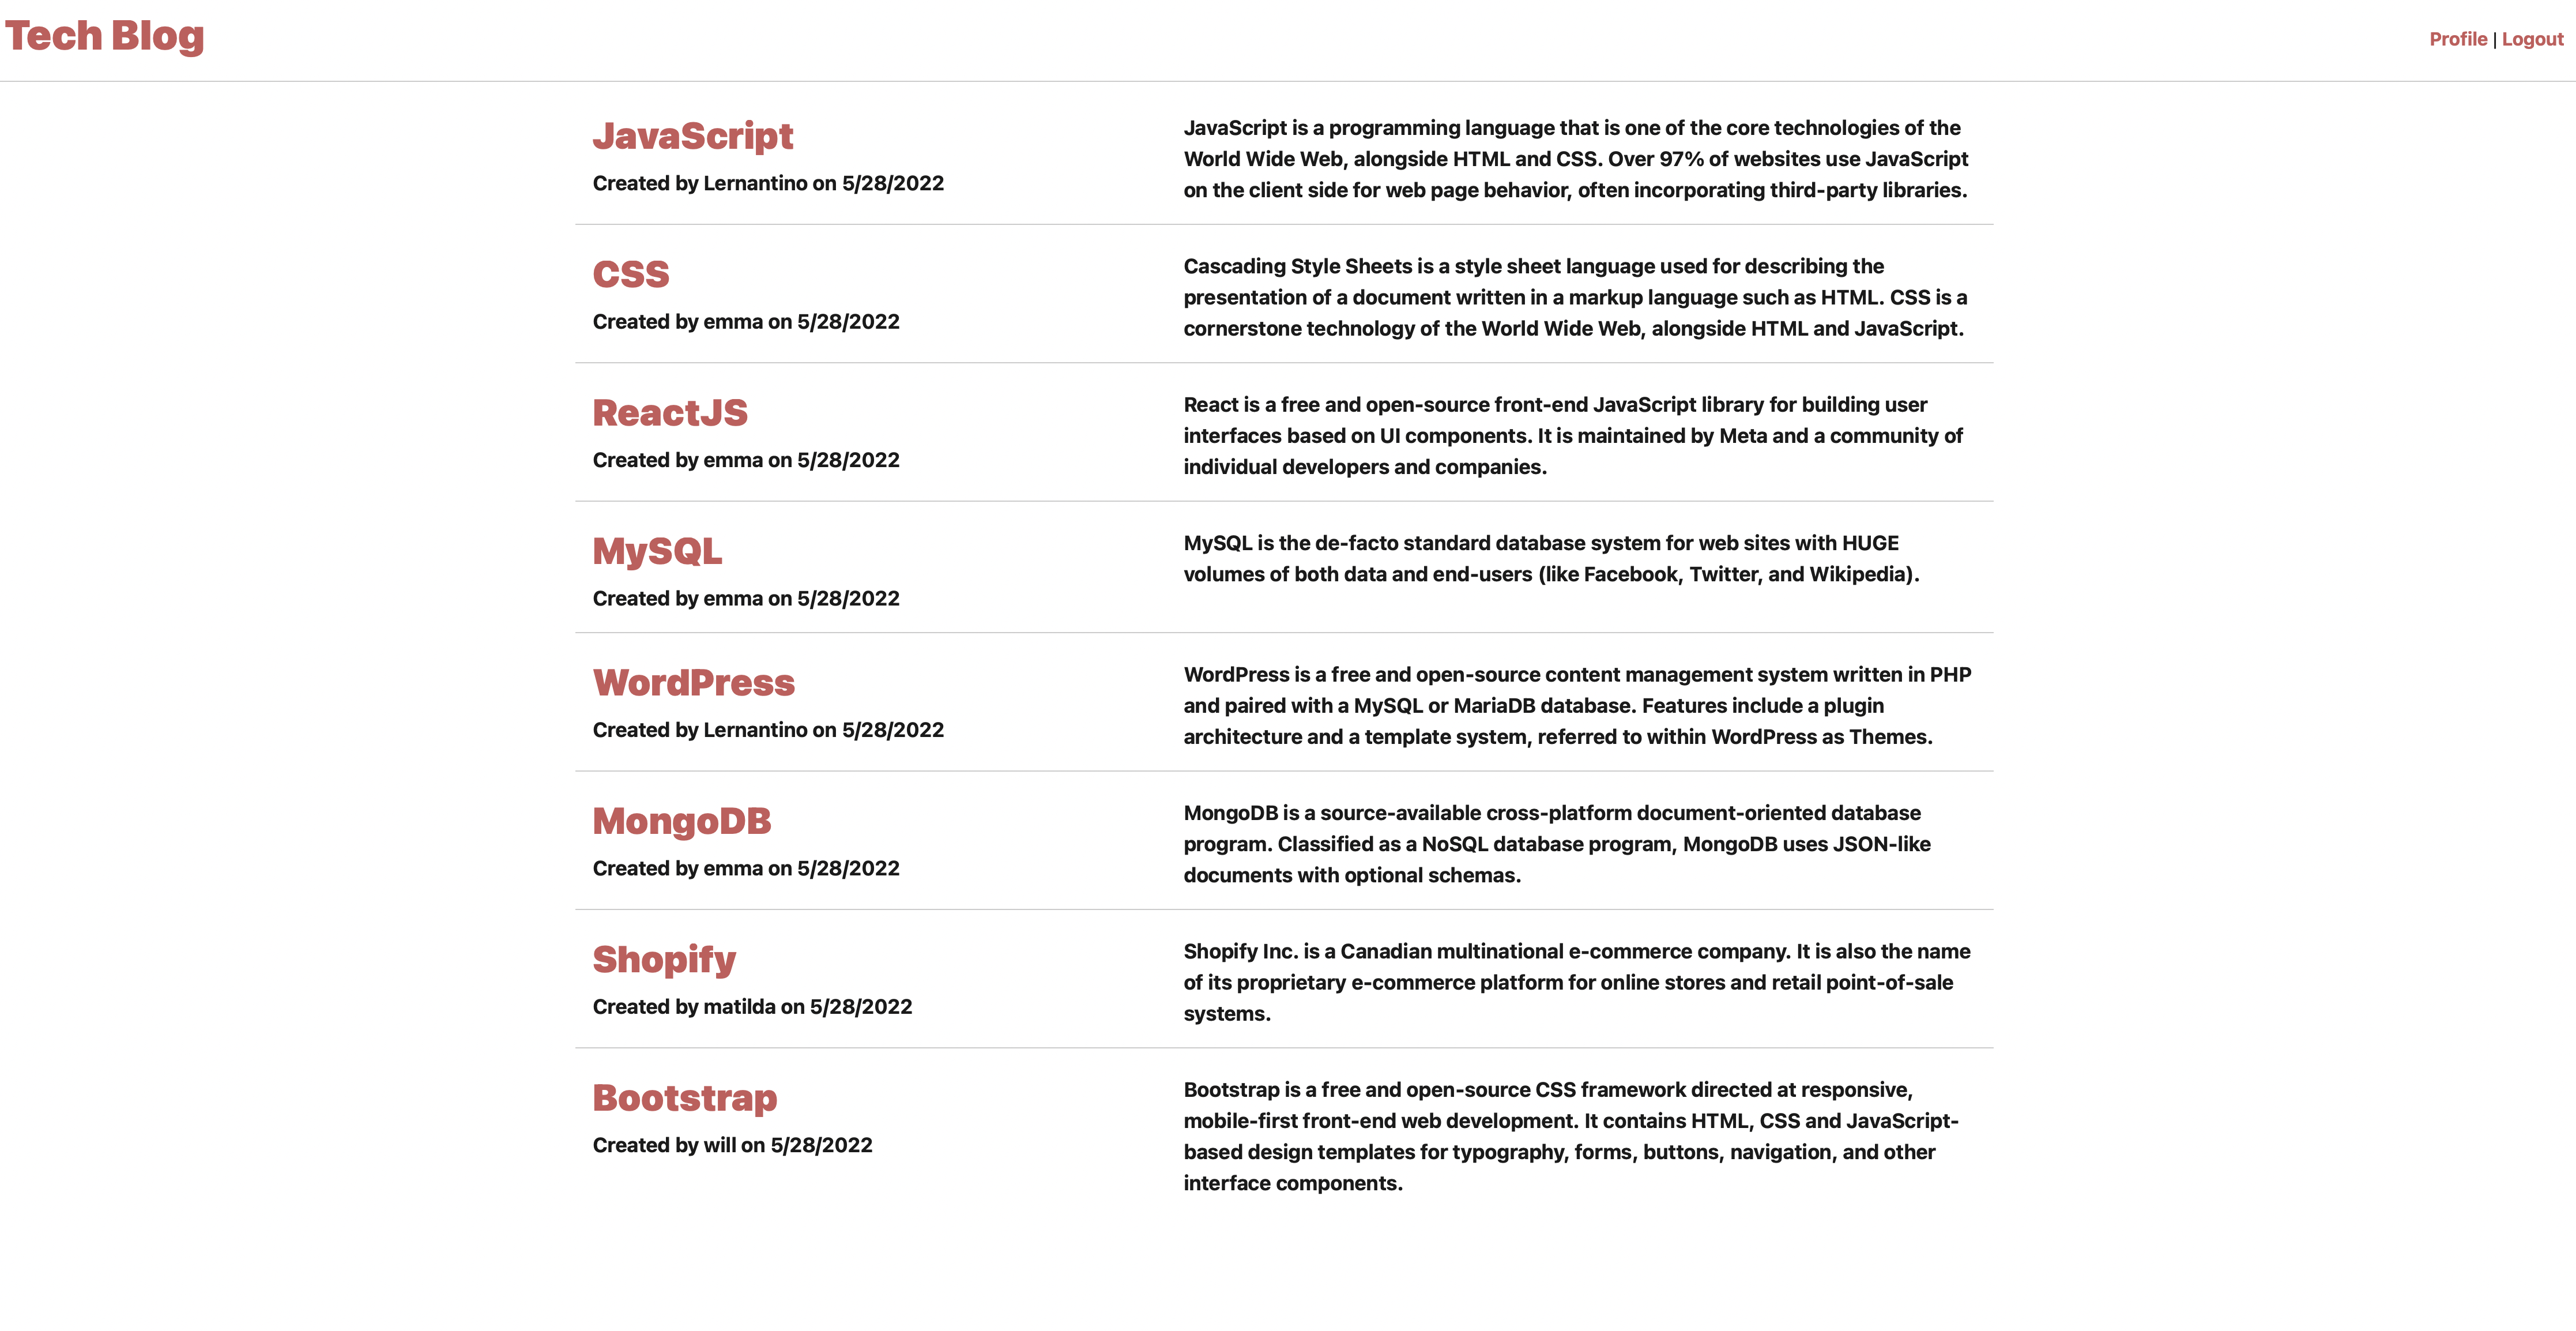 Tech Blog
Profile | Logout
JavaScript
Created by Lernantino on 5/28/2022
JavaScript is a programming language that is one of the core technologies of the
World Wide Web, alongside HTML and CSS. Over 97% of websites use JavaScript
on the client side for web page behavior, often incorporating third-party libraries.
CSS
Created by emma on 5/28/2022
Cascading Style Sheets is a style sheet language used for describing the
presentation of a document written in a markup language such as HTML. CSS is a
cornerstone technology of the World Wide Web, alongside HTML and JavaScript.
ReactJS
Created by emma on 5/28/2022
React is a free and open-source front-end JavaScript library for building user
interfaces based on UI components. It is maintained by Meta and a community of
individual developers and companies.
MySQL
Created by emma on 5/28/2022
MySQL is the de-facto standard database system for web sites with HUGE
volumes of both data and end-users (like Facebook, Twitter, and Wikipedia).
WordPress
Created by Lernantino on 5/28/2022
WordPress is a free and open-source content management system written in PHP
and paired with a MySQL or MariaDB database. Features include a plugin
architecture and a template system, referred to within WordPress as Themes.
MongoDB
Created by emma on 5/28/2022
MongoDB is a source-available cross-platform document-oriented database
program. Classified as a NoSQL database program, MongoDB uses JSON-like
documents with optional schemas.
Shopify
Created by matilda on 5/28/2022
Shopify Inc. is a Canadian multinational e-commerce company. It is also the name
of its proprietary e-commerce platform for online stores and retail point-of-sale
systems.
Bootstrap
Created by will on 5/28/2022
Bootstrap is a free and open-source CSS framework directed at responsive,
mobile-first front-end web development. It contains HTML, CSS and JavaScript-
based design templates for typography, forms, buttons, navigation, and other
interface components.